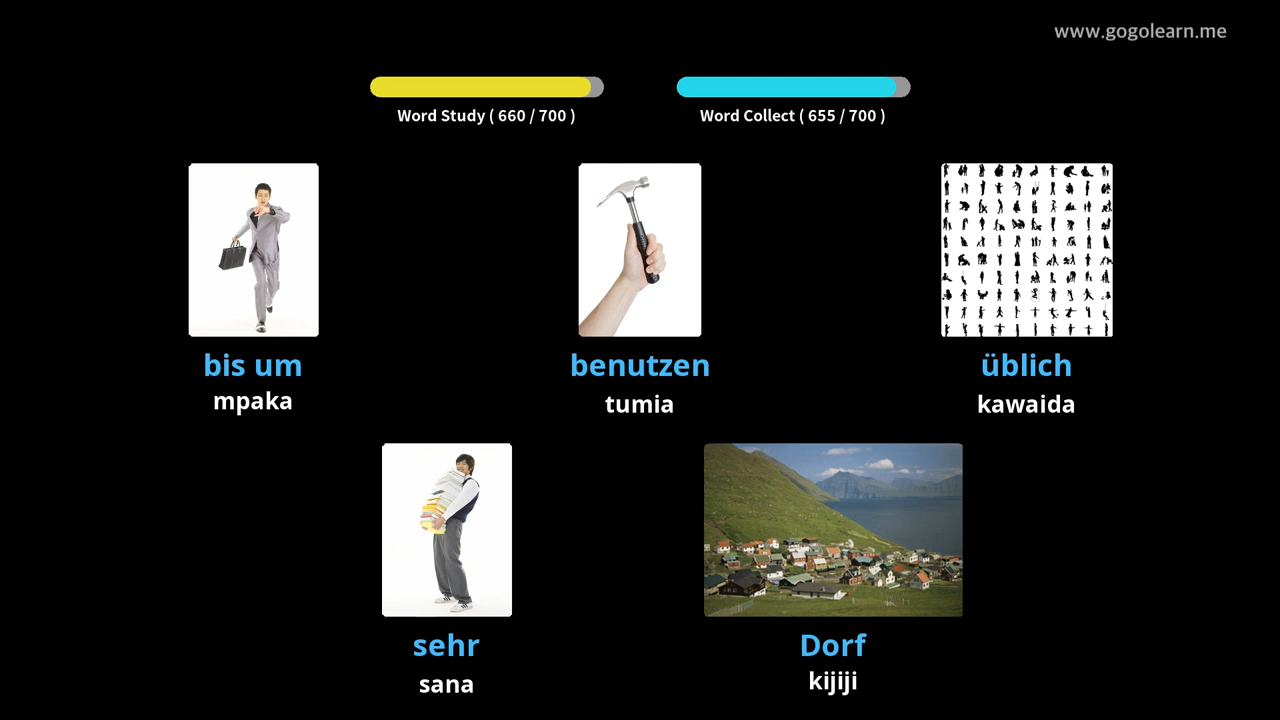 www.gogolearn.me
Word Study ( 660 / 700 )
Word Collect ( 655 / 700 )
bis um
mpaka
benutzen
tumia
üblich
kawaida
sehr
sana
Dorf
kijiji